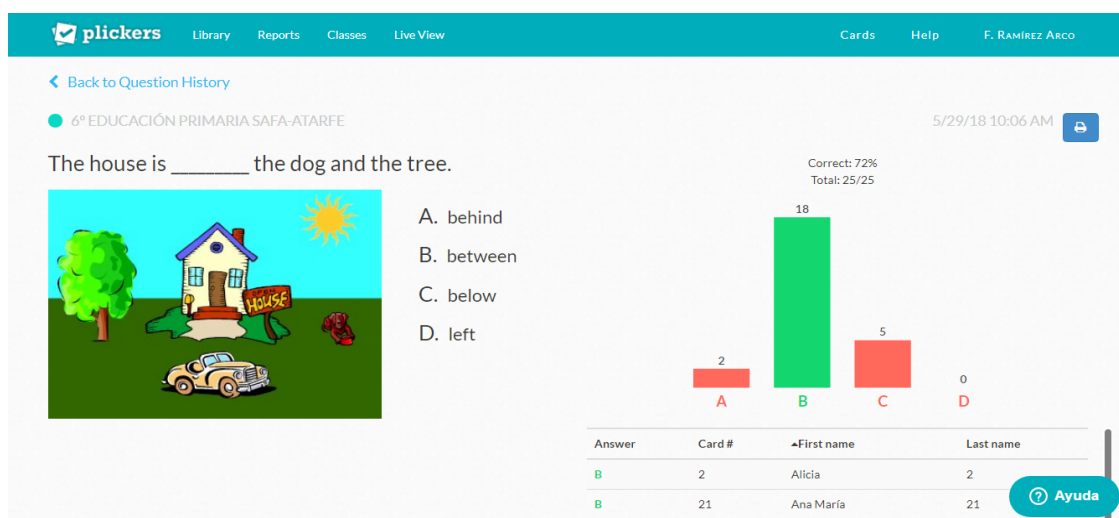 plickers Library Reports Classes Live View Cards Help F. Ramírez Arco
Back to Question History
6º EDUCACIÓN PRIMARIA SAFA-ATARFE 5/29/18 10:06 AM
The house is _________ the dog and the tree.
OPEN
HOUSE
A. behind
B. between
C. below
D. left
Correct: 72%
Total: 25/25
18
5
2
0
A B C D
Answer Card # First name Last name
B 2 Alicia 2
B 21 Ana María 21
Ayuda